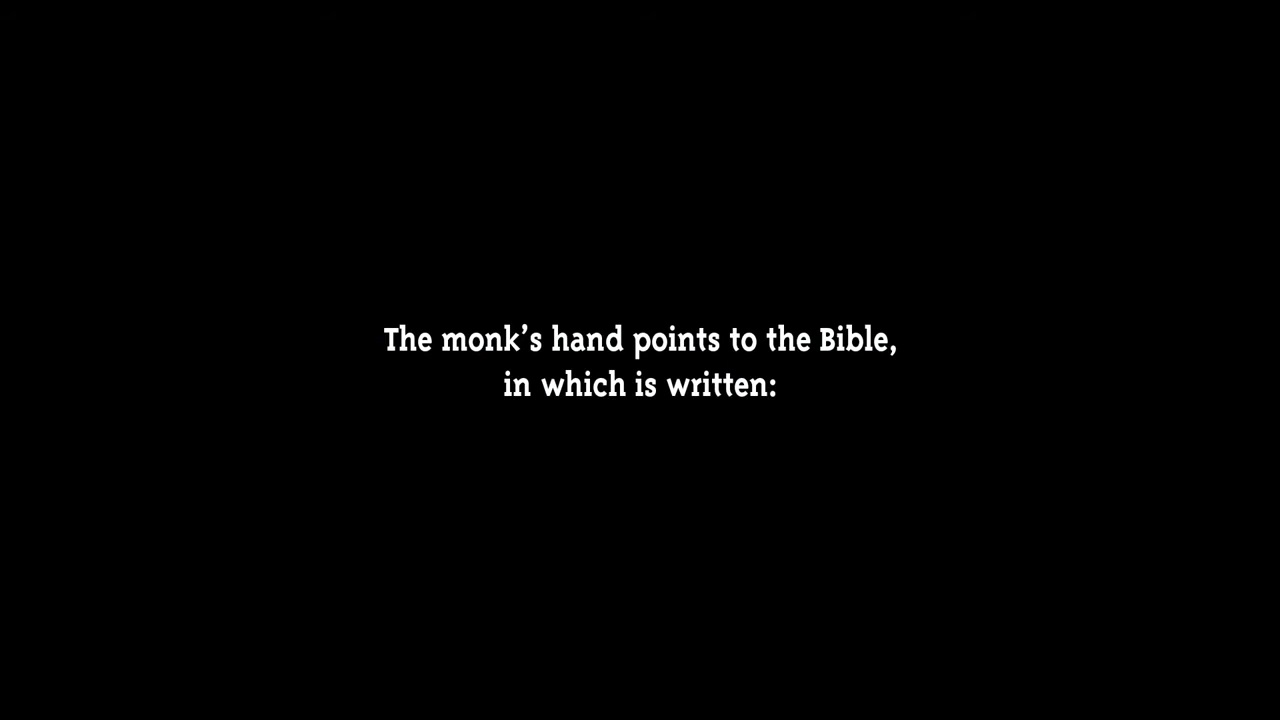 The monk’s hand points to the Bible,
in which is written: